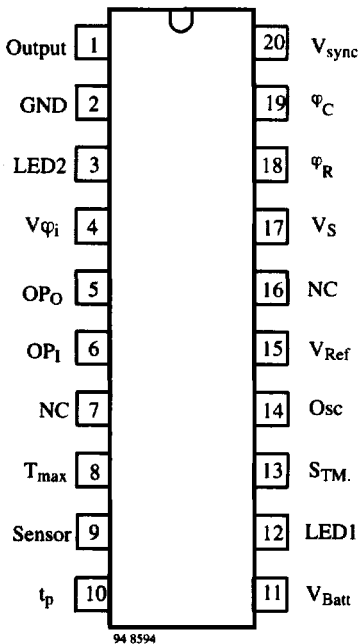 Output 1 20 Vsync
GND 2 19 φC
LED2 3 18 φR
Vφi 4 17 VS
OPO 5 16 NC
OPI 6 15 VRef
NC 7 14 Osc
Tmax 8 13 STM.
Sensor 9 12 LED1
tp 10 11 VBatt
94 8594